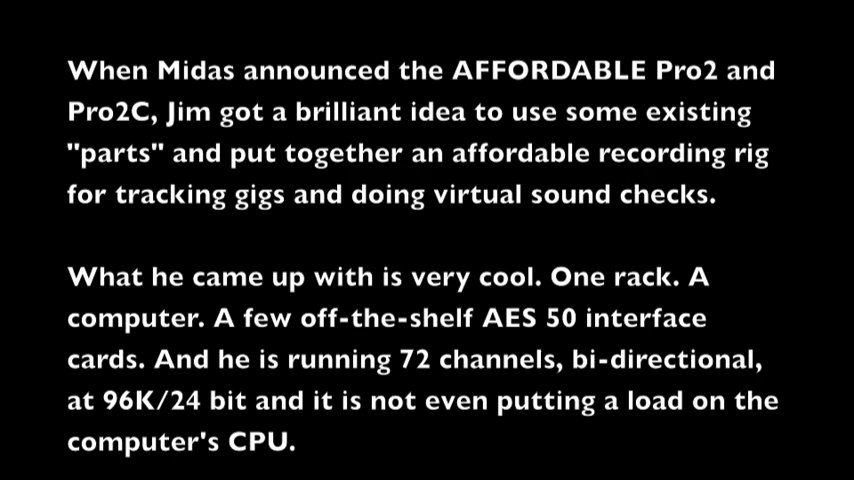 When Midas announced the AFFORDABLE Pro2 and
Pro2C, Jim got a brilliant idea to use some existing
"parts" and put together an affordable recording rig
for tracking gigs and doing virtual sound checks.
What he came up with is very cool. One rack. A
computer. A few off-the-shelf AES 50 interface
cards. And he is running 72 channels, bi-directional,
at 96K/24 bit and it is not even putting a load on the
computer's CPU.